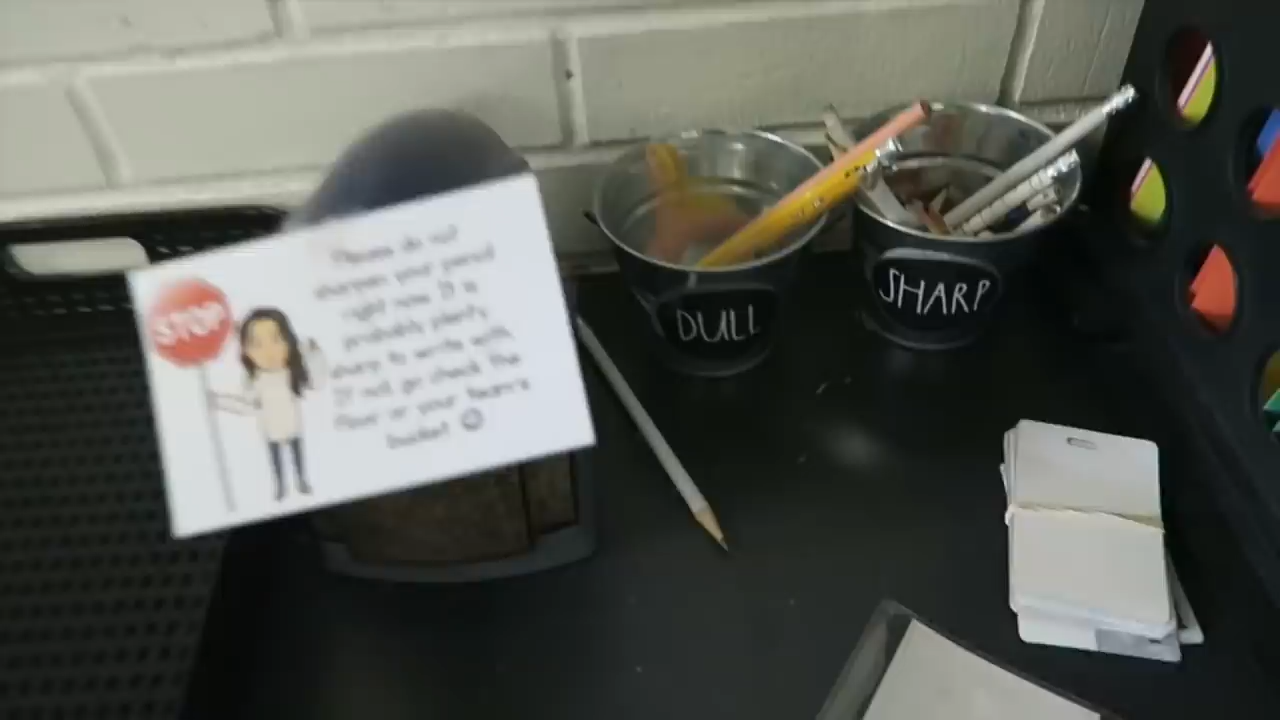 STOP
Please do not
sharpen your pencil
right now. It is
probably plenty
sharp to write with.
If not, go check the
floor or your team's
bucket ☺
DULL
SHARP